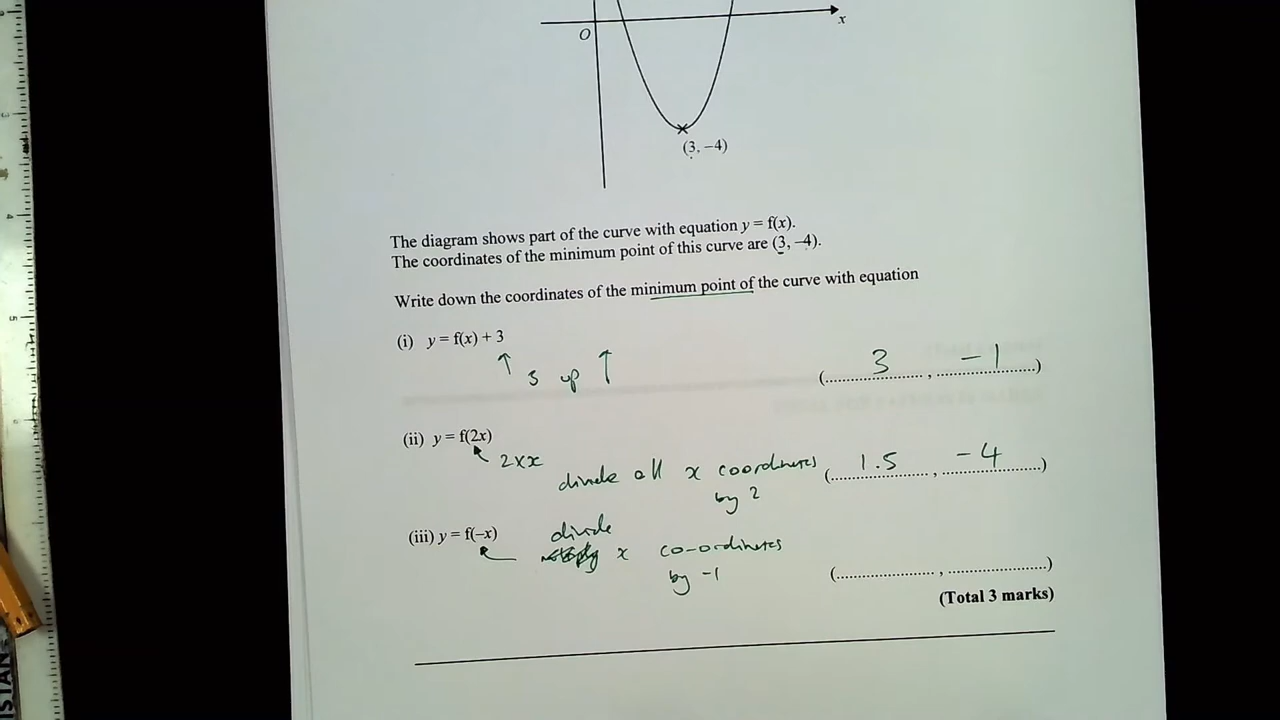 x
O
(3, −4)
The diagram shows part of the curve with equation y = f(x).
The coordinates of the minimum point of this curve are (3, −4).
Write down the coordinates of the minimum point of the curve with equation
(i) y = f(x) + 3
3 up
(.......................... , ..........................)
3 −1
(ii) y = f(2x)
2×x
divide all x coordinates
by 2
(.......................... , ..........................)
1.5 −4
(iii) y = f(−x)
divide
x co-ordinates
by −1
(.......................... , ..........................)
(Total 3 marks)
3
4
5